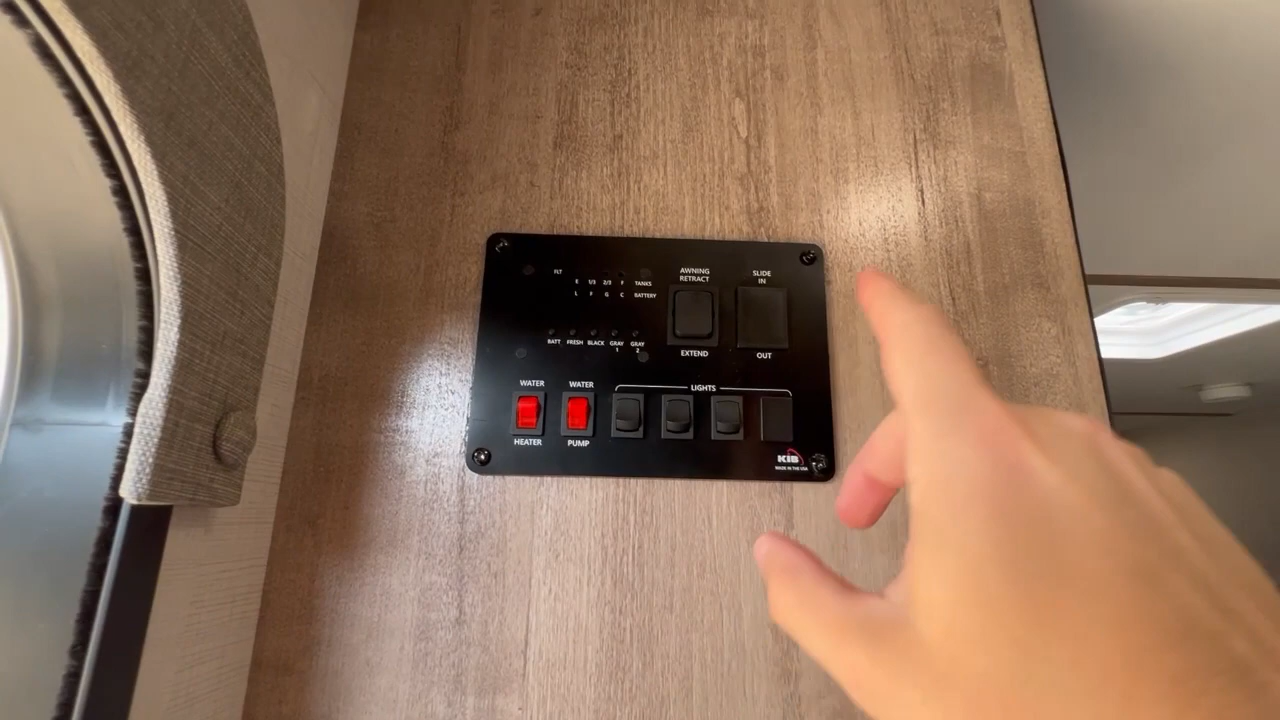 FLT
E 1/3 2/3 F TANKS
L F G C BATTERY
AWNING
RETRACT
EXTEND
SLIDE
IN
OUT
BATT FRESH BLACK GRAY 1 GRAY 2
WATER
HEATER
WATER
PUMP
LIGHTS
KIB
MADE IN THE USA